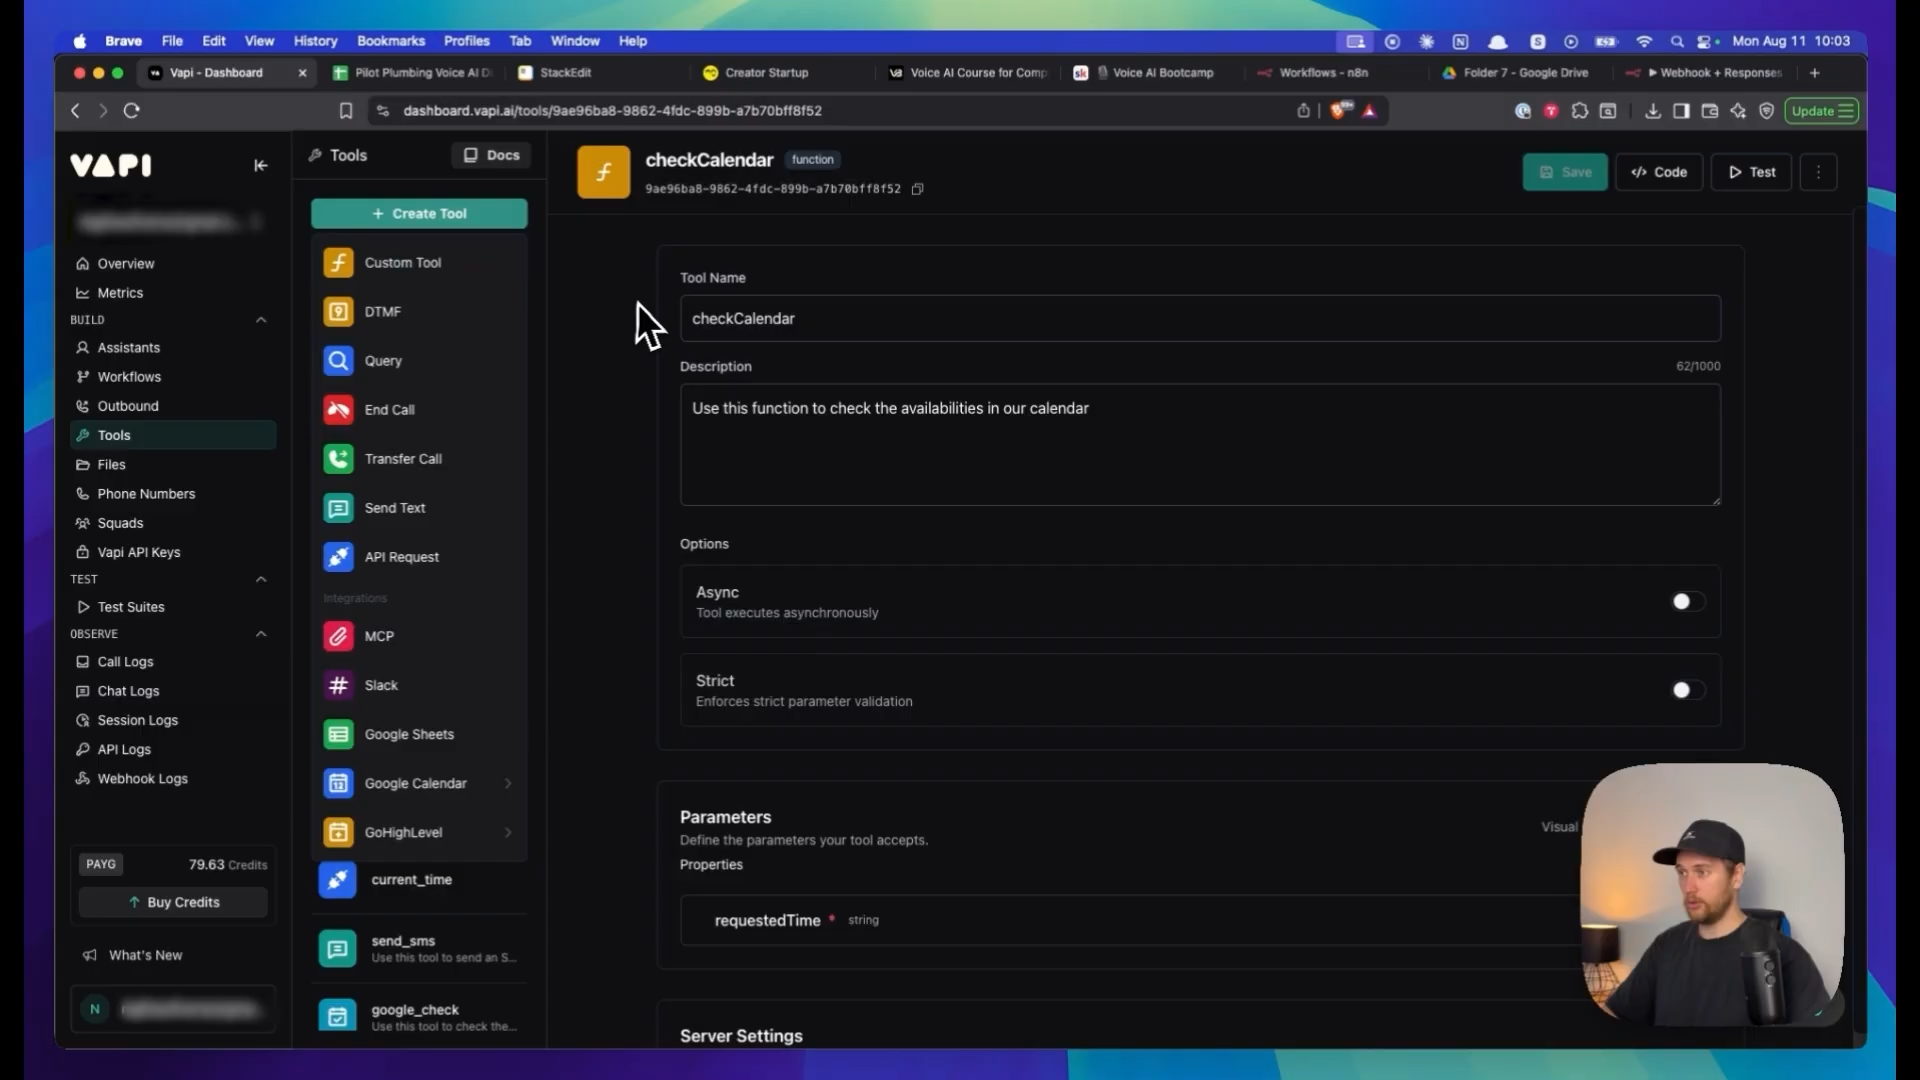 Brave File Edit View History Bookmarks Profiles Tab Window Help
Mon Aug 11 10:03
Vapi - Dashboard
Pilot Plumbing Voice AI D
StackEdit
Creator Startup
Voice AI Course for Comp
Voice AI Bootcamp
Workflows - n8n
Folder 7 - Google Drive
Webhook + Responses
dashboard.vapi.ai/tools/9ae96ba8-9862-4fdc-899b-a7b70bff8f52
Update
VAPI
Overview
Metrics
BUILD
Assistants
Workflows
Outbound
Tools
Files
Phone Numbers
Squads
Vapi API Keys
TEST
Test Suites
OBSERVE
Call Logs
Chat Logs
Session Logs
API Logs
Webhook Logs
PAYG 79.63 Credits
Buy Credits
What's New
N
Tools Docs
+ Create Tool
Custom Tool
DTMF
Query
End Call
Transfer Call
Send Text
API Request
Integrations
MCP
Slack
Google Sheets
Google Calendar
GoHighLevel
current_time
send_sms
Use this tool to send an S...
google_check
Use this tool to check the...
checkCalendar function
9ae96ba8-9862-4fdc-899b-a7b70bff8f52
Save
Code
Test
Tool Name
checkCalendar
Description 62/1000
Use this function to check the availabilities in our calendar
Options
Async
Tool executes asynchronously
Strict
Enforces strict parameter validation
Parameters
Define the parameters your tool accepts.
Visual
Properties
requestedTime * string
Server Settings